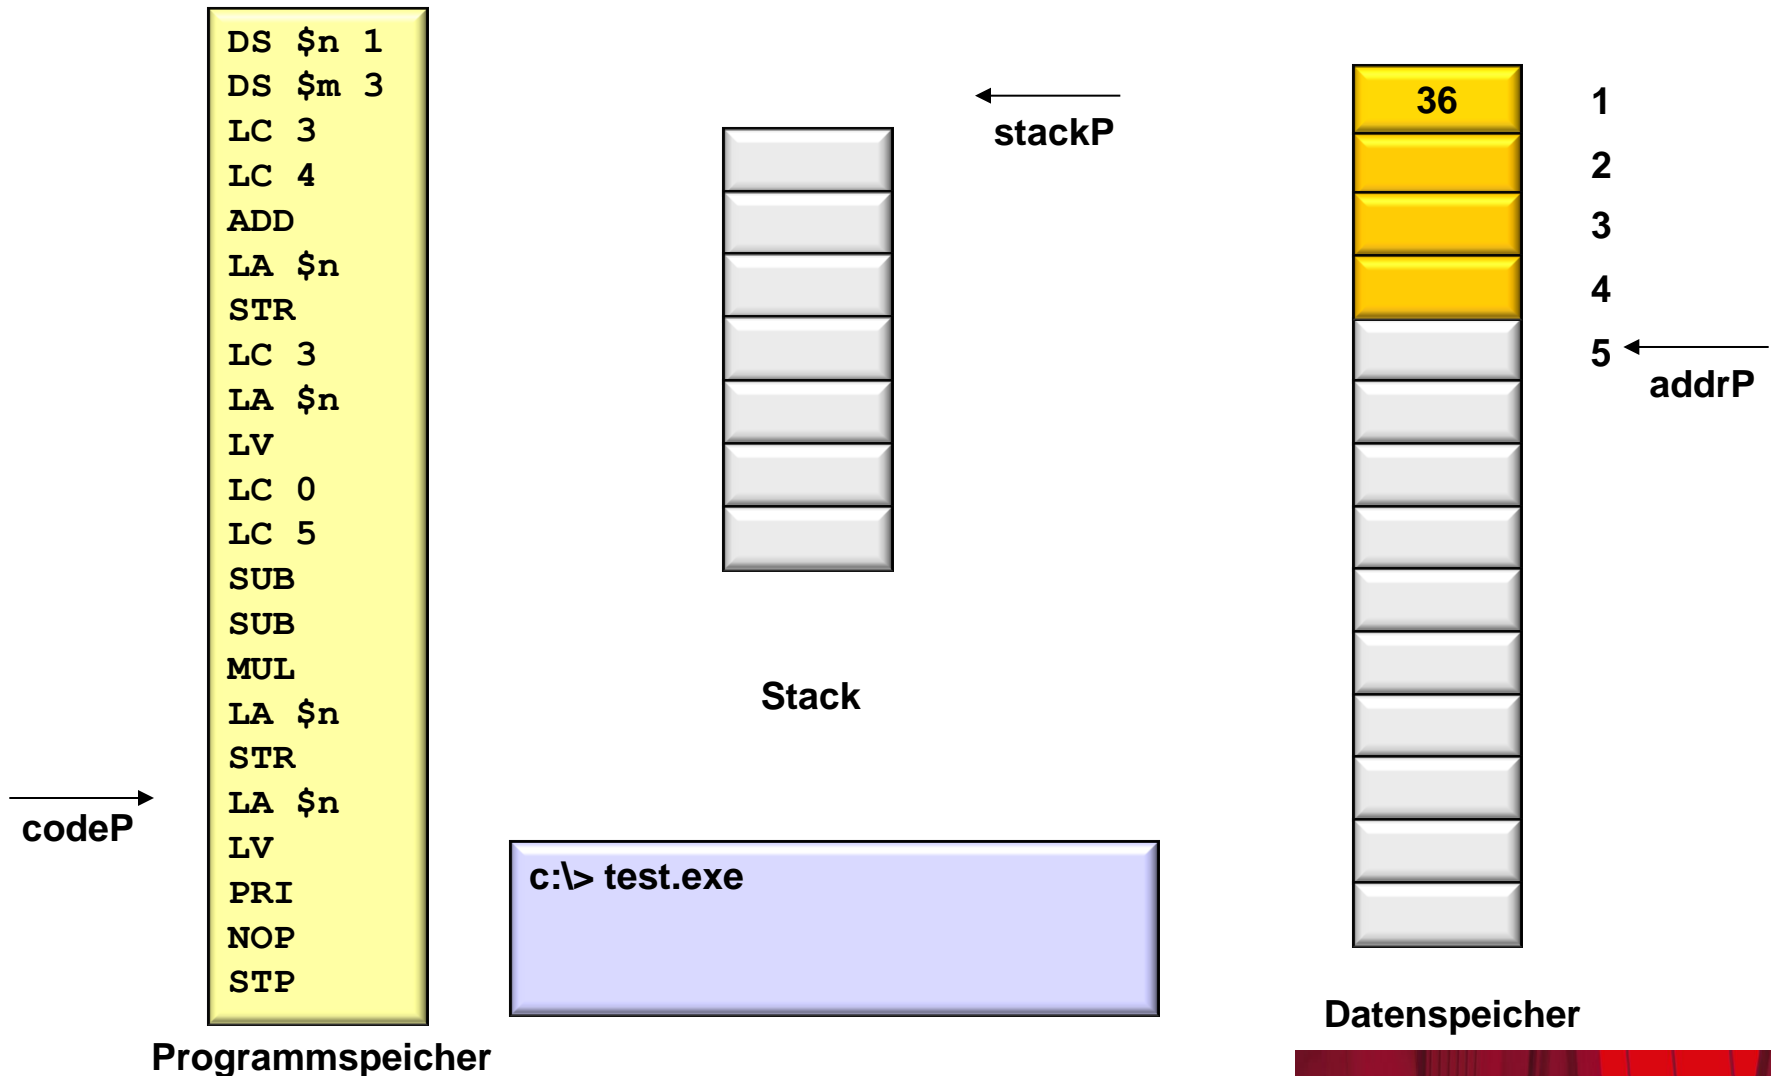 DS $n 1
DS $m 3
LC 3
LC 4
ADD
LA $n
STR
LC 3
LA $n
LV
LC 0
LC 5
SUB
SUB
MUL
LA $n
STR
LA $n
LV
PRI
NOP
STP
Programmspeicher
codeP
stackP
Stack
c:\> test.exe
36
1
2
3
4
5
addrP
Datenspeicher